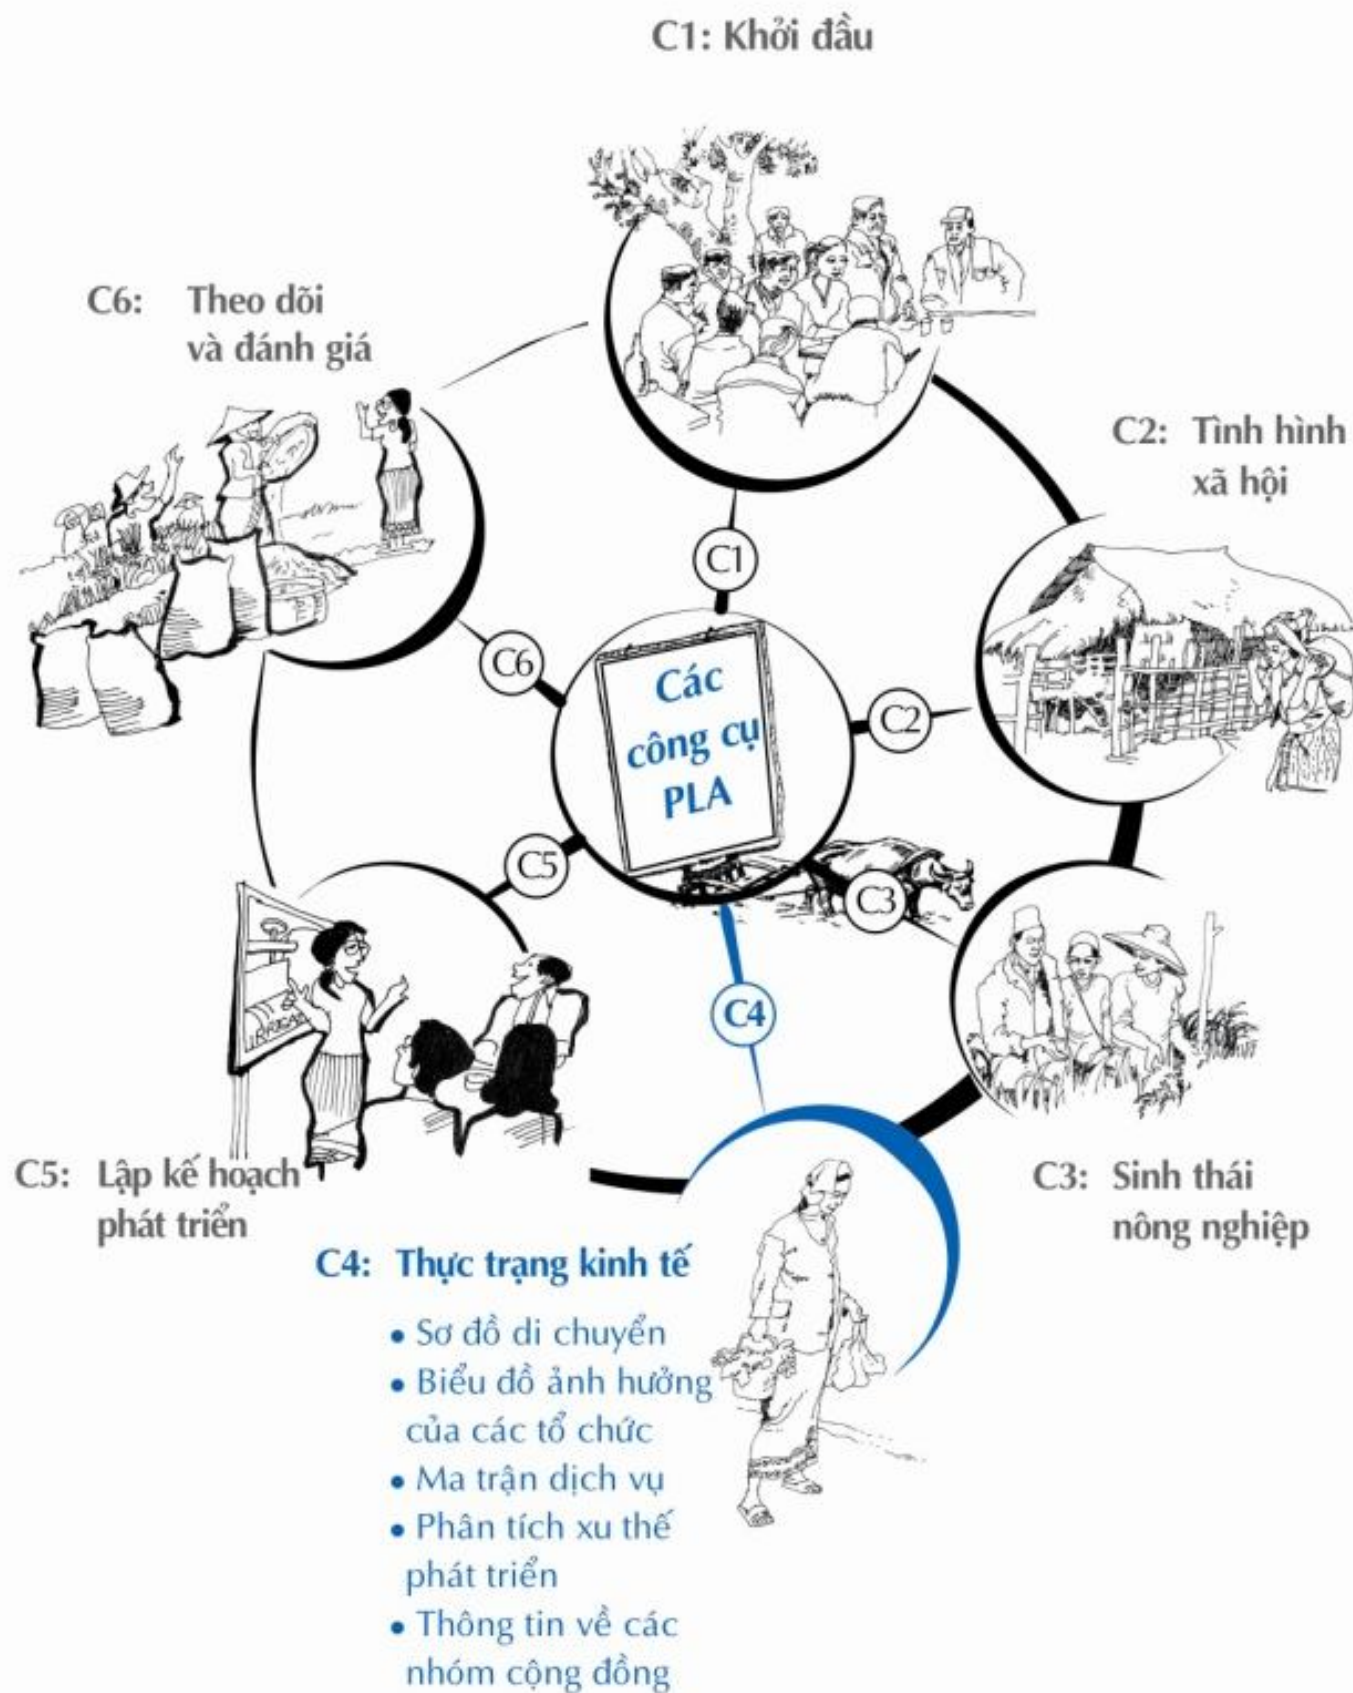 C1: Khởi đầu
C6: Theo dõi
và đánh giá
C2: Tình hình
xã hội
C1
C6
Các
công cụ
PLA
C2
C5
C3
C4
C5: Lập kế hoạch
phát triển
C3: Sinh thái
nông nghiệp
C4: Thực trạng kinh tế
• Sơ đồ di chuyển
• Biểu đồ ảnh hưởng
của các tổ chức
• Ma trận dịch vụ
• Phân tích xu thế
phát triển
• Thông tin về các
nhóm cộng đồng